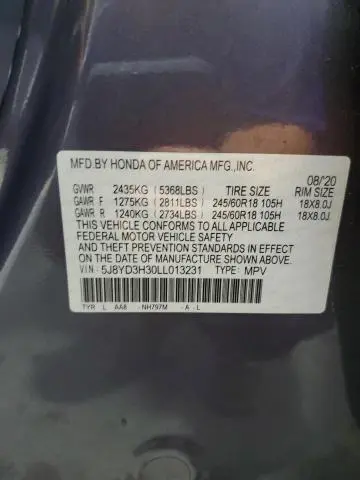 MFD.BY HONDA OF AMERICA MFG.,INC.
08/'20
GVWR 2435KG (5368LBS) TIRE SIZE RIM SIZE
GAWR F 1275KG (2811LBS) 245/60R18 105H 18X8.0J
GAWR R 1240KG (2734LBS) 245/60R18 105H 18X8.0J
THIS VEHICLE CONFORMS TO ALL APPLICABLE
FEDERAL MOTOR VEHICLE SAFETY
AND THEFT PREVENTION STANDARDS IN EFFECT
ON THE DATE OF MANUFACTURE SHOWN ABOVE.
VIN: 5J8YD3H30LL013231 TYPE: MPV
TYR L AA8 -NH797M -A -L